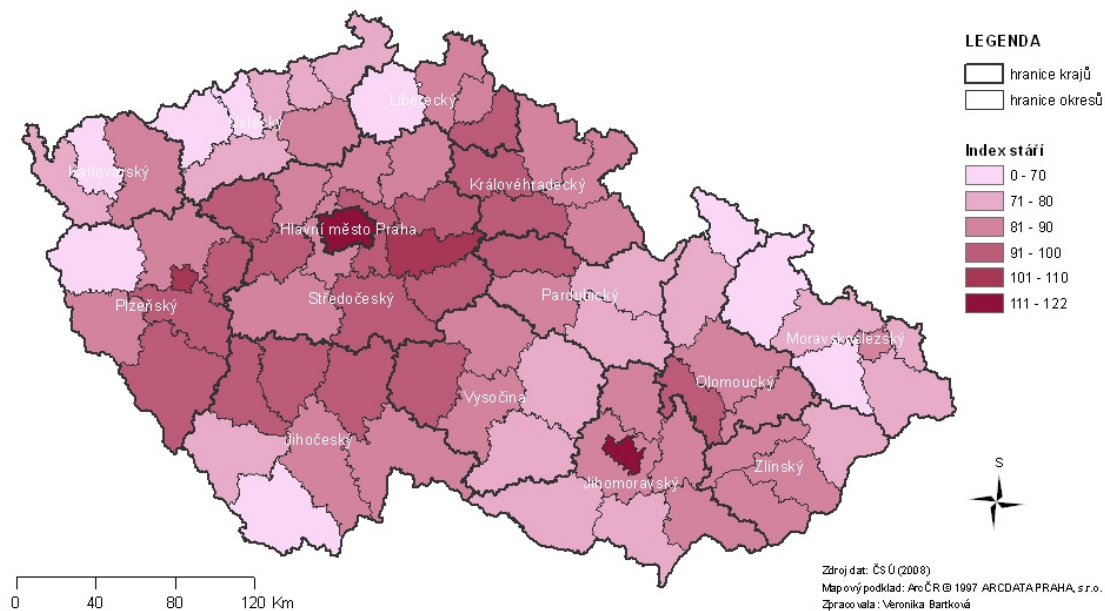 LEGENDA
hranice krajů
hranice okresů
Index stáří
0 - 70
71 - 80
81 - 90
91 - 100
101 - 110
111 - 122
Liberecký
Ústecký
Karlovarský
Královéhradecký
Hlavní město Praha
Středočeský
Plzeňský
Pardubický
Moravskoslezský
Olomoucký
Vysočina
Jihočeský
Zlínský
Jihomoravský
S
0 40 80 120 Km
Zdroj dat: ČSÚ (2008)
Mapový podklad: ArcČR ® 1997 ARCDATA PRAHA, s.r.o.
Zpracovala: Veronika Bartková